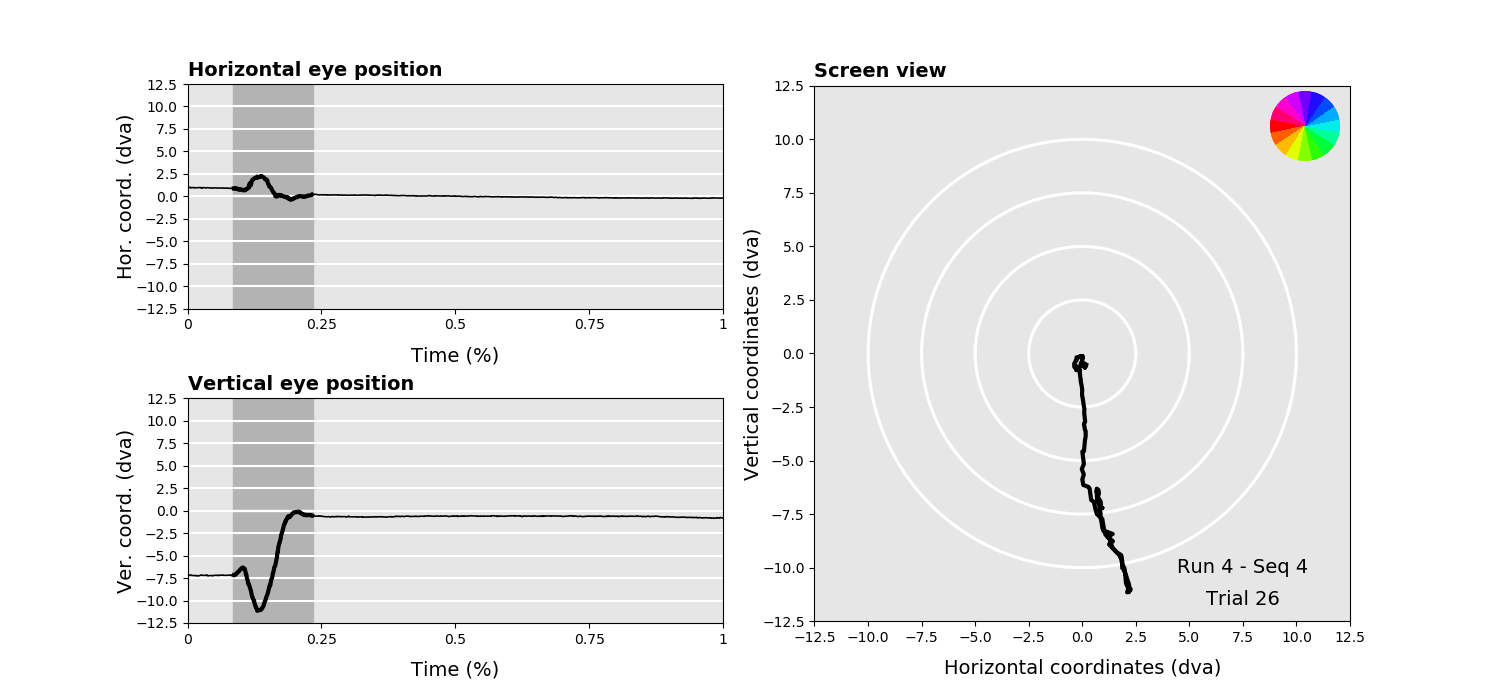 Horizontal eye position
12.5
10.0
7.5
5.0
2.5
0.0
−2.5
−5.0
−7.5
−10.0
−12.5
Hor. coord. (dva)
0 0.25 0.5 0.75 1
Time (%)
Vertical eye position
12.5
10.0
7.5
5.0
2.5
0.0
−2.5
−5.0
−7.5
−10.0
−12.5
Ver. coord. (dva)
0 0.25 0.5 0.75 1
Time (%)
Screen view
12.5
10.0
7.5
5.0
2.5
0.0
−2.5
−5.0
−7.5
−10.0
−12.5
Vertical coordinates (dva)
Run 4 - Seq 4
Trial 26
−12.5 −10.0 −7.5 −5.0 −2.5 0.0 2.5 5.0 7.5 10.0 12.5
Horizontal coordinates (dva)